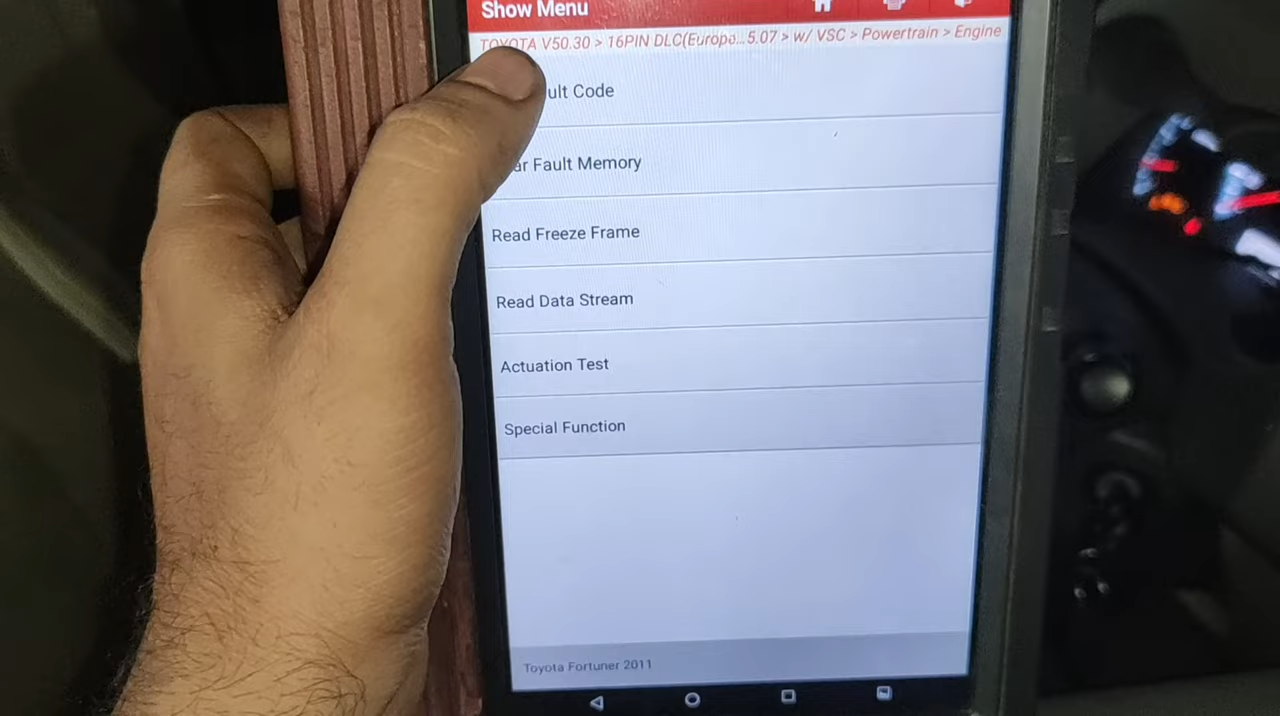 Show Menu
TOYOTA V50.30 > 16PIN DLC(Europo...5.07 > w/ VSC > Powertrain > Engine
ult Code
ar Fault Memory
Read Freeze Frame
Read Data Stream
Actuation Test
Special Function
Toyota Fortuner 2011